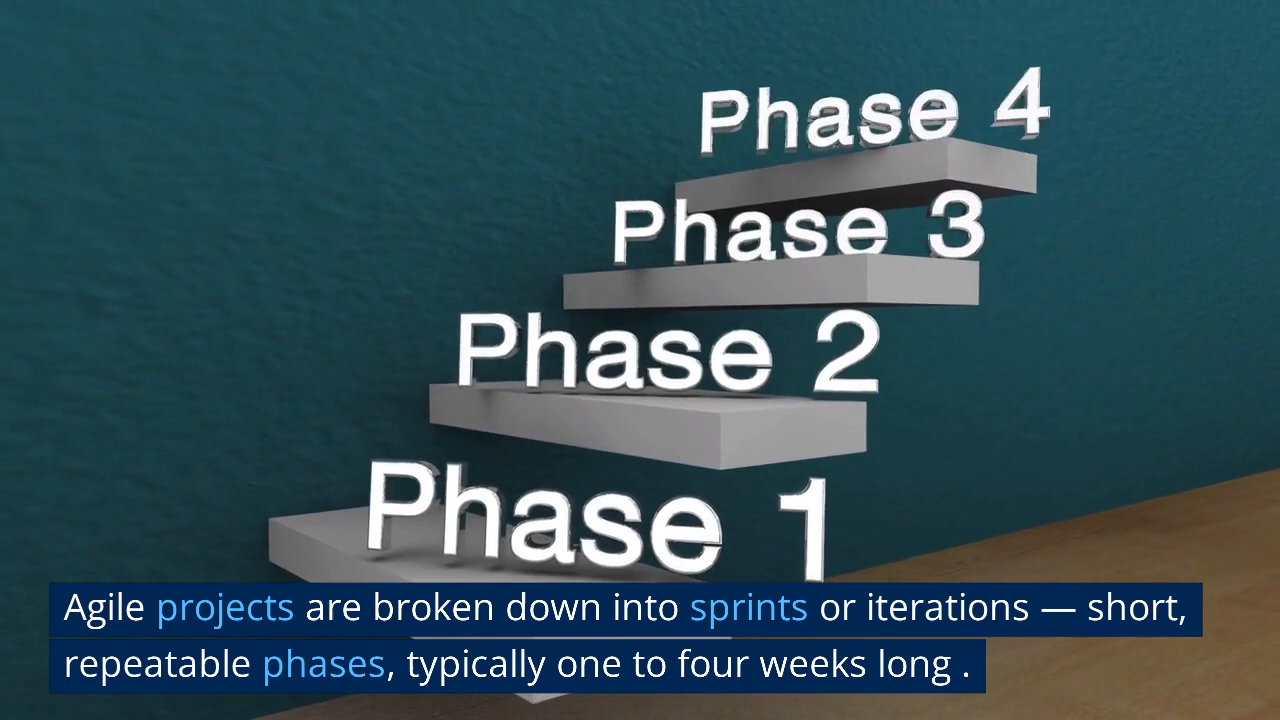 Phase 4
Phase 3
Phase 2
Phase 1
Agile projects are broken down into sprints or iterations — short,
repeatable phases, typically one to four weeks long .